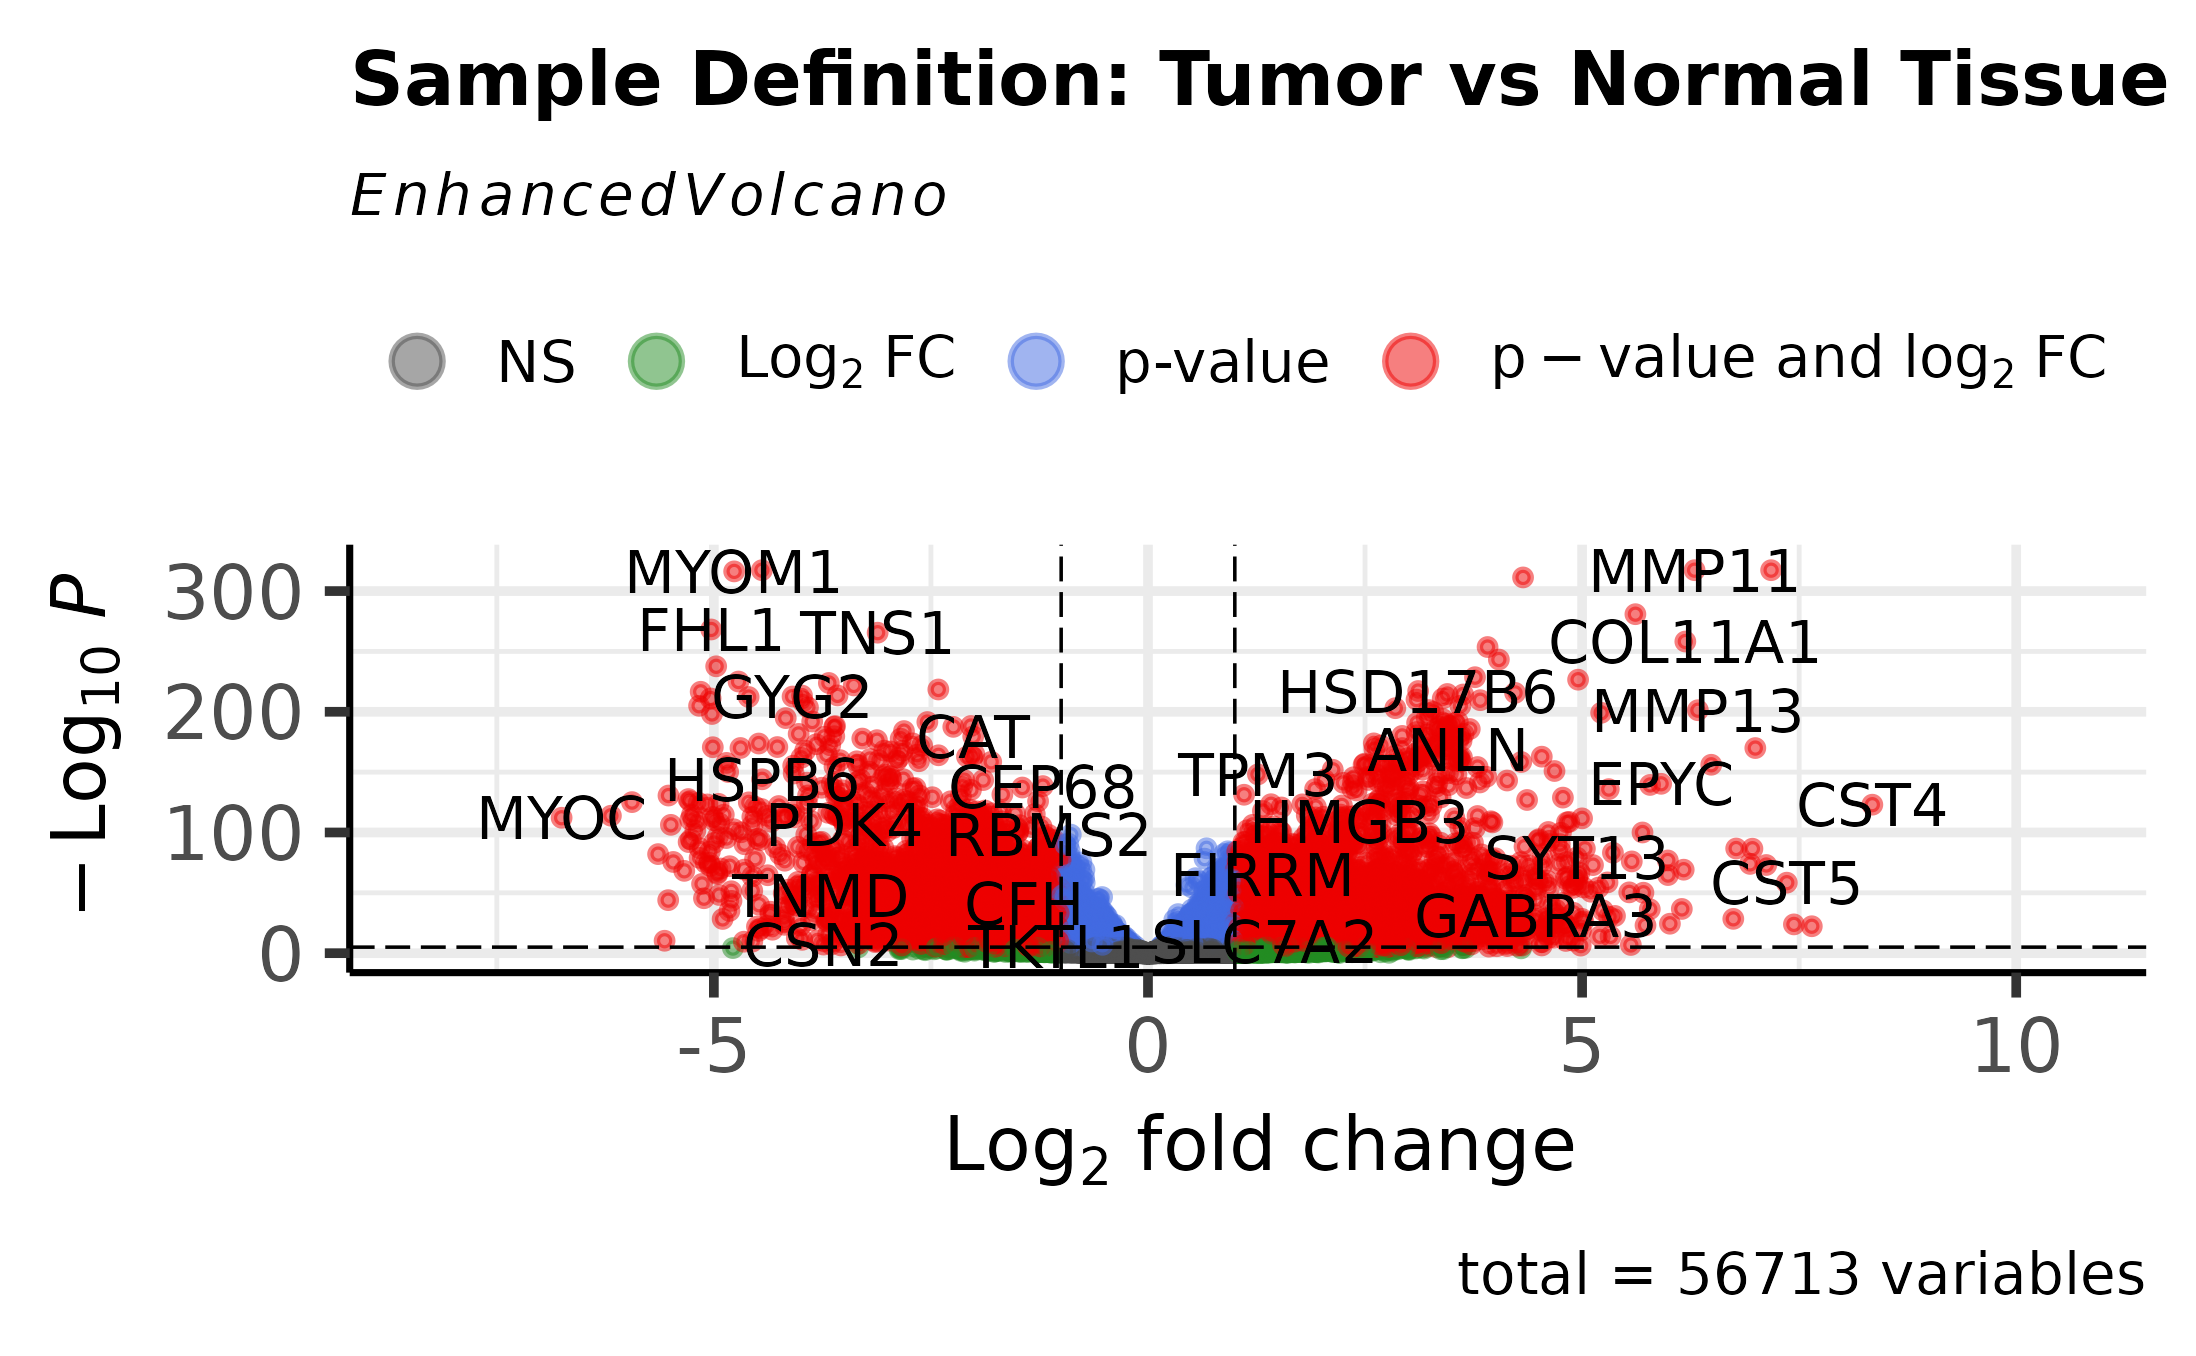 Sample Definition: Tumor vs Normal Tissue
EnhancedVolcano
NS Log₂ FC p-value p − value and log₂ FC
MYOM1 MMP11
FHL1 TNS1 COL11A1
GYG2 HSD17B6 MMP13
CAT ANLN
HSPB6 CEP68 TPM3 EPYC
MYOC PDK4 RBMS2 HMGB3 CST4
FIRRM SYT13 CST5
TNMD CFH GABRA3
CSN2 TKTL1 SLC7A2
− Log₁₀ P
300
200
100
0
-5 0 5 10
Log₂ fold change
total = 56713 variables